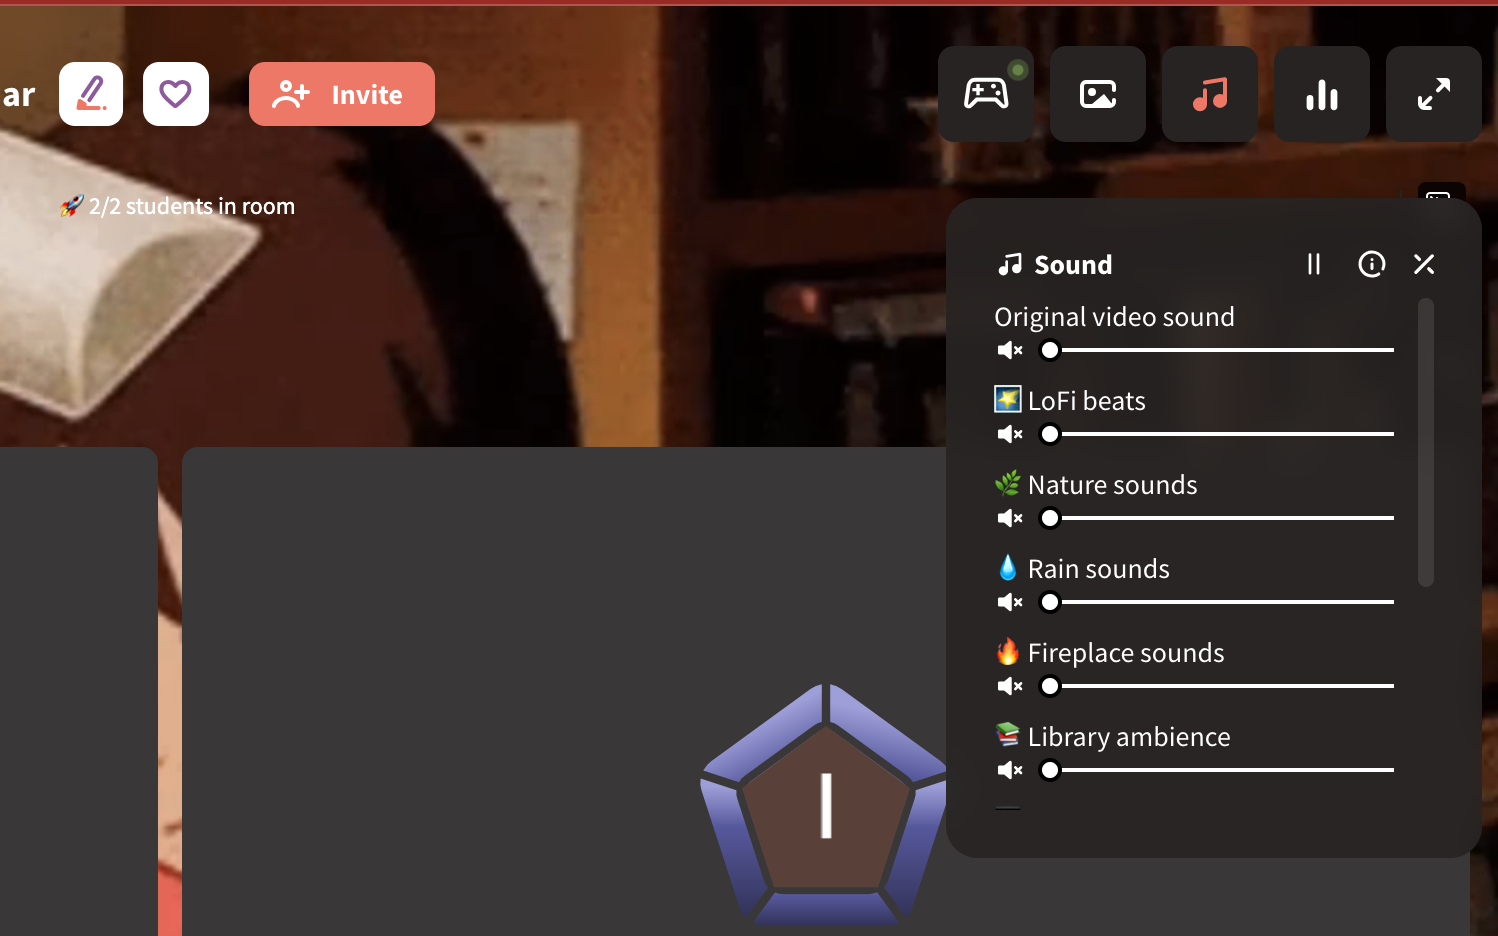 ar
Invite
🚀 2/2 students in room
Sound
Original video sound
LoFi beats
Nature sounds
Rain sounds
Fireplace sounds
Library ambience
I